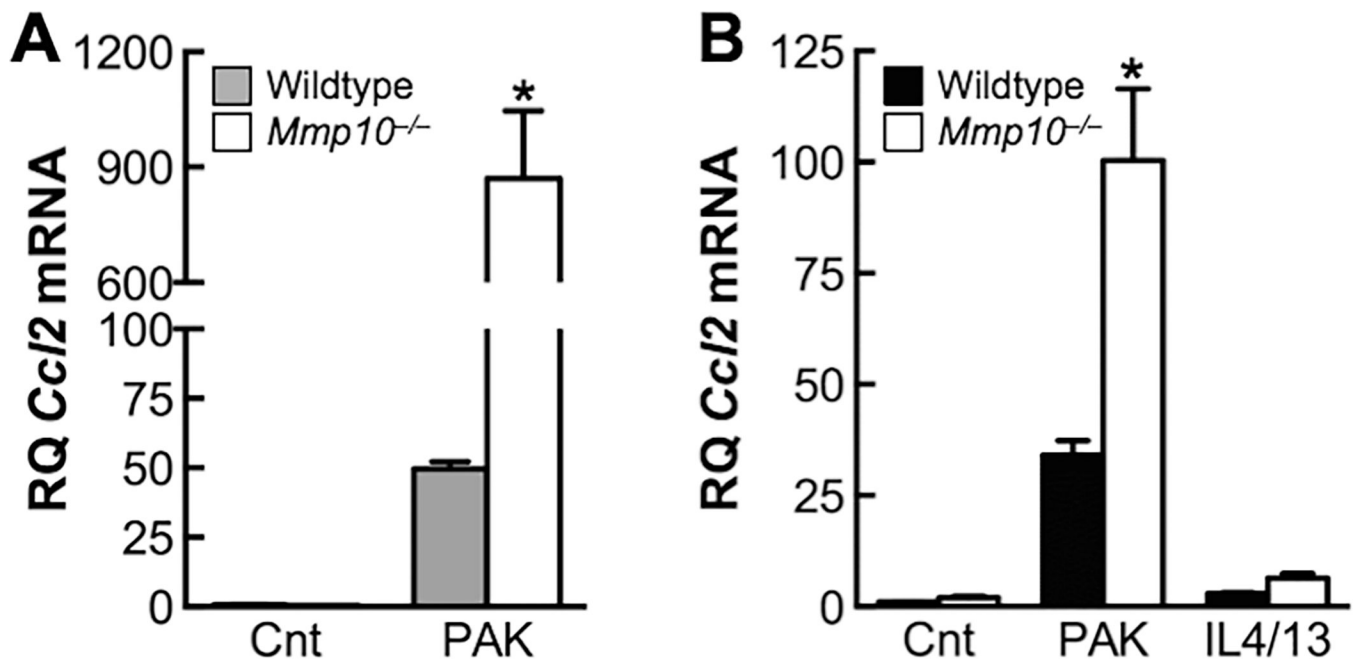 A
RQ Ccl2 mRNA
1200
900
600
100
75
50
25
0
Wildtype
Mmp10–/–
*
Cnt PAK
B
RQ Ccl2 mRNA
125
100
75
50
25
0
Wildtype
Mmp10–/–
*
Cnt PAK IL4/13